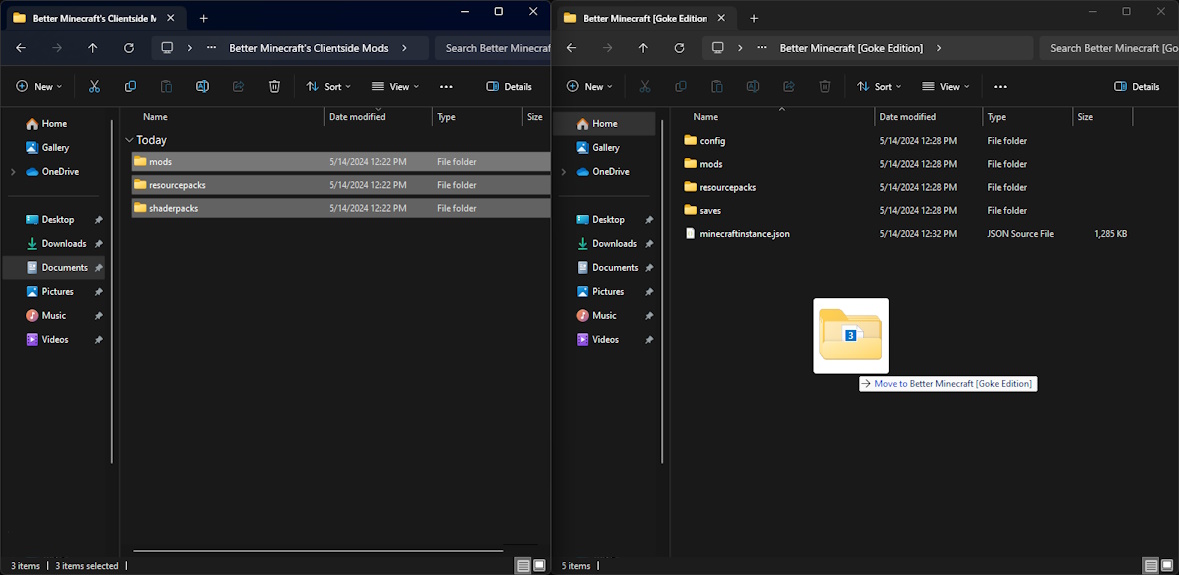 Better Minecraft's Clientside M
Better Minecraft's Clientside Mods
Search Better Minecraf
New
Sort
View
Details
Home
Gallery
OneDrive
Desktop
Downloads
Documents
Pictures
Music
Videos
Name Date modified Type Size
Today
mods 5/14/2024 12:22 PM File folder
resourcepacks 5/14/2024 12:22 PM File folder
shaderpacks 5/14/2024 12:22 PM File folder
3 items 3 items selected
Better Minecraft [Goke Edition
Better Minecraft [Goke Edition]
Search Better Minecraft [Go
New
Sort
View
Details
Home
Gallery
OneDrive
Desktop
Downloads
Documents
Pictures
Music
Videos
Name Date modified Type Size
config 5/14/2024 12:28 PM File folder
mods 5/14/2024 12:28 PM File folder
resourcepacks 5/14/2024 12:28 PM File folder
saves 5/14/2024 12:28 PM File folder
minecraftinstance.json 5/14/2024 12:32 PM JSON Source File 1,285 KB
3
Move to Better Minecraft [Goke Edition]
5 items